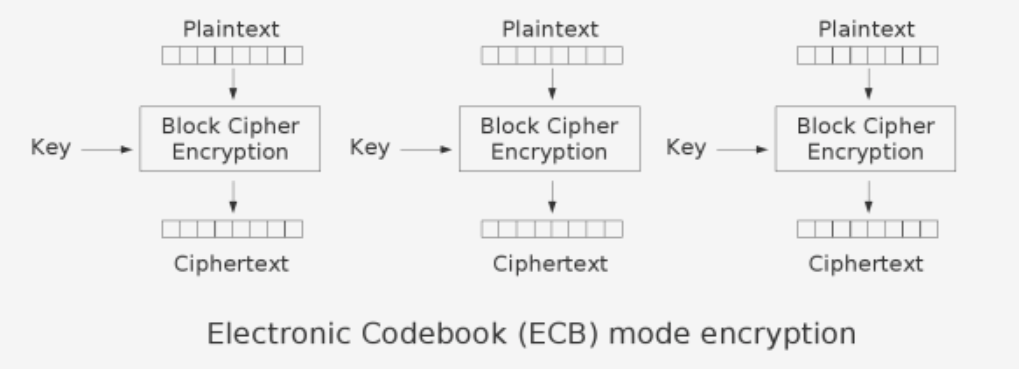 Plaintext Plaintext Plaintext
Key Block Cipher Encryption Key Block Cipher Encryption Key Block Cipher Encryption
Ciphertext Ciphertext Ciphertext
Electronic Codebook (ECB) mode encryption